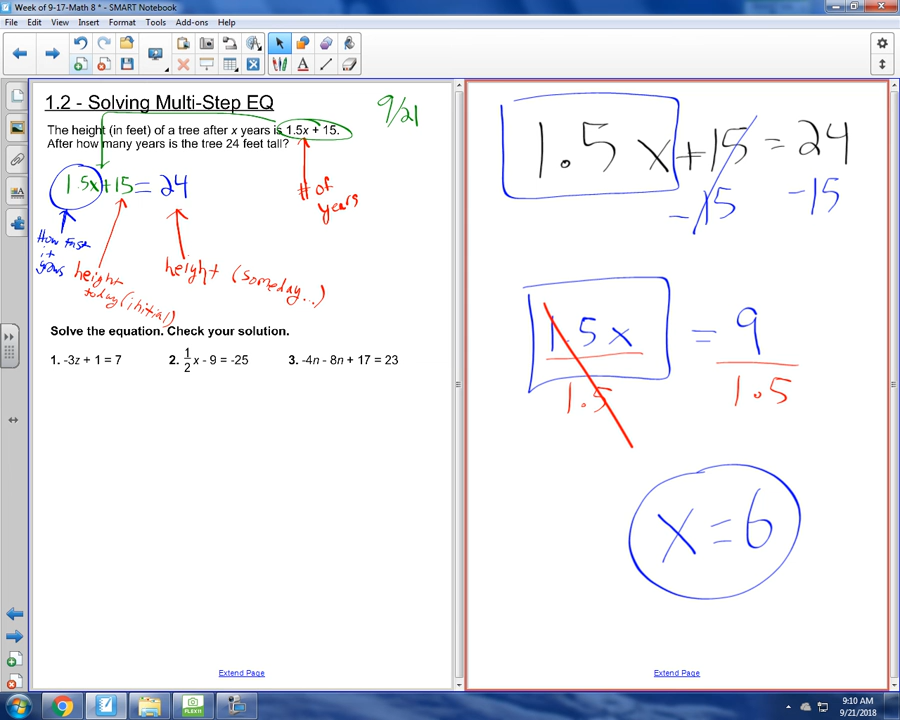 Week of 9-17-Math 8 * - SMART Notebook
File Edit View Insert Format Tools Add-ons Help
1.2 - Solving Multi-Step EQ
9/21
The height (in feet) of a tree after x years is 1.5x + 15.
After how many years is the tree 24 feet tall?
1.5x+15 = 24
# of
years
How fast
it
grows
height
today (initial)
height (someday...)
Solve the equation. Check your solution.
1. -3z + 1 = 7
2. 1/2 x - 9 = -25
3. -4n - 8n + 17 = 23
Extend Page
1.5x+15 = 24
-15 -15
1.5x = 9
1.5 1.5
x = 6
Extend Page
9:10 AM
9/21/2018